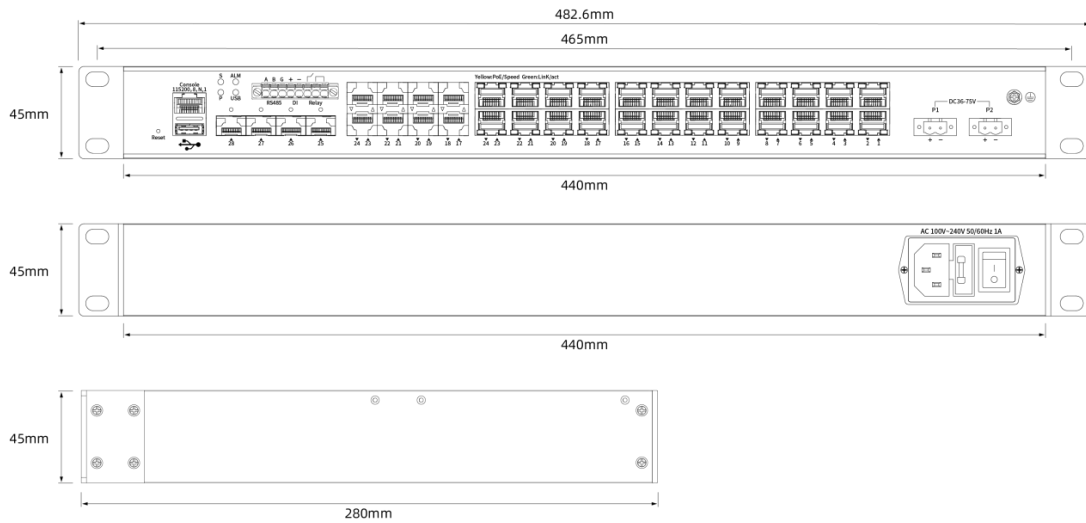 482.6mm
465mm
45mm
Console
115200, 8, N, 1
S ALM
P USB
A B G + −
RS485 DI Relay
Yellow:PoE/Speed Green:LinK/act
DC36-75V
P1 P2
+ − + −
Reset
28 27 26 25
24 23 22 21 20 19 18 17
24 23 22 21 20 19 18 17
16 15 14 13 12 11 10 9
8 7 6 5 4 3 2 1
440mm
AC 100V~240V 50/60Hz 1A
45mm
440mm
45mm
280mm